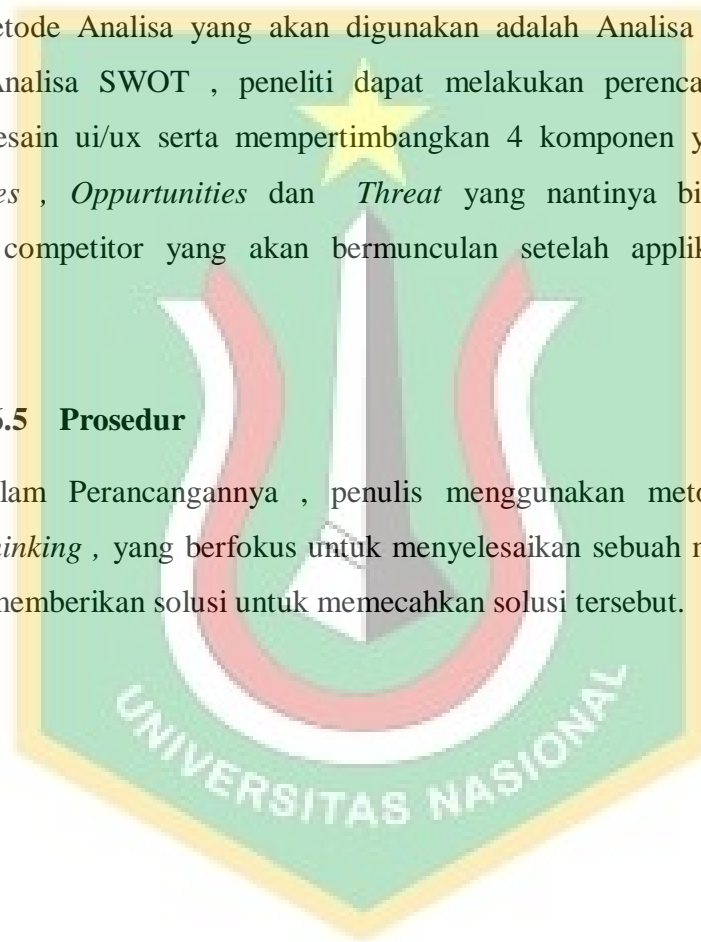 etode Analisa yang akan digunakan adalah Analisa
nalisa SWOT , peneliti dapat melakukan perenca
esain ui/ux serta mempertimbangkan 4 komponen y
es , Oppurtunities dan Threat yang nantinya bi
competitor yang akan bermunculan setelah applik
5.5 Prosedur
lam Perancangannya , penulis menggunakan meto
inking , yang berfokus untuk menyelesaikan sebuah m
memberikan solusi untuk memecahkan solusi tersebut.
UNIVERSITAS NASIONAL